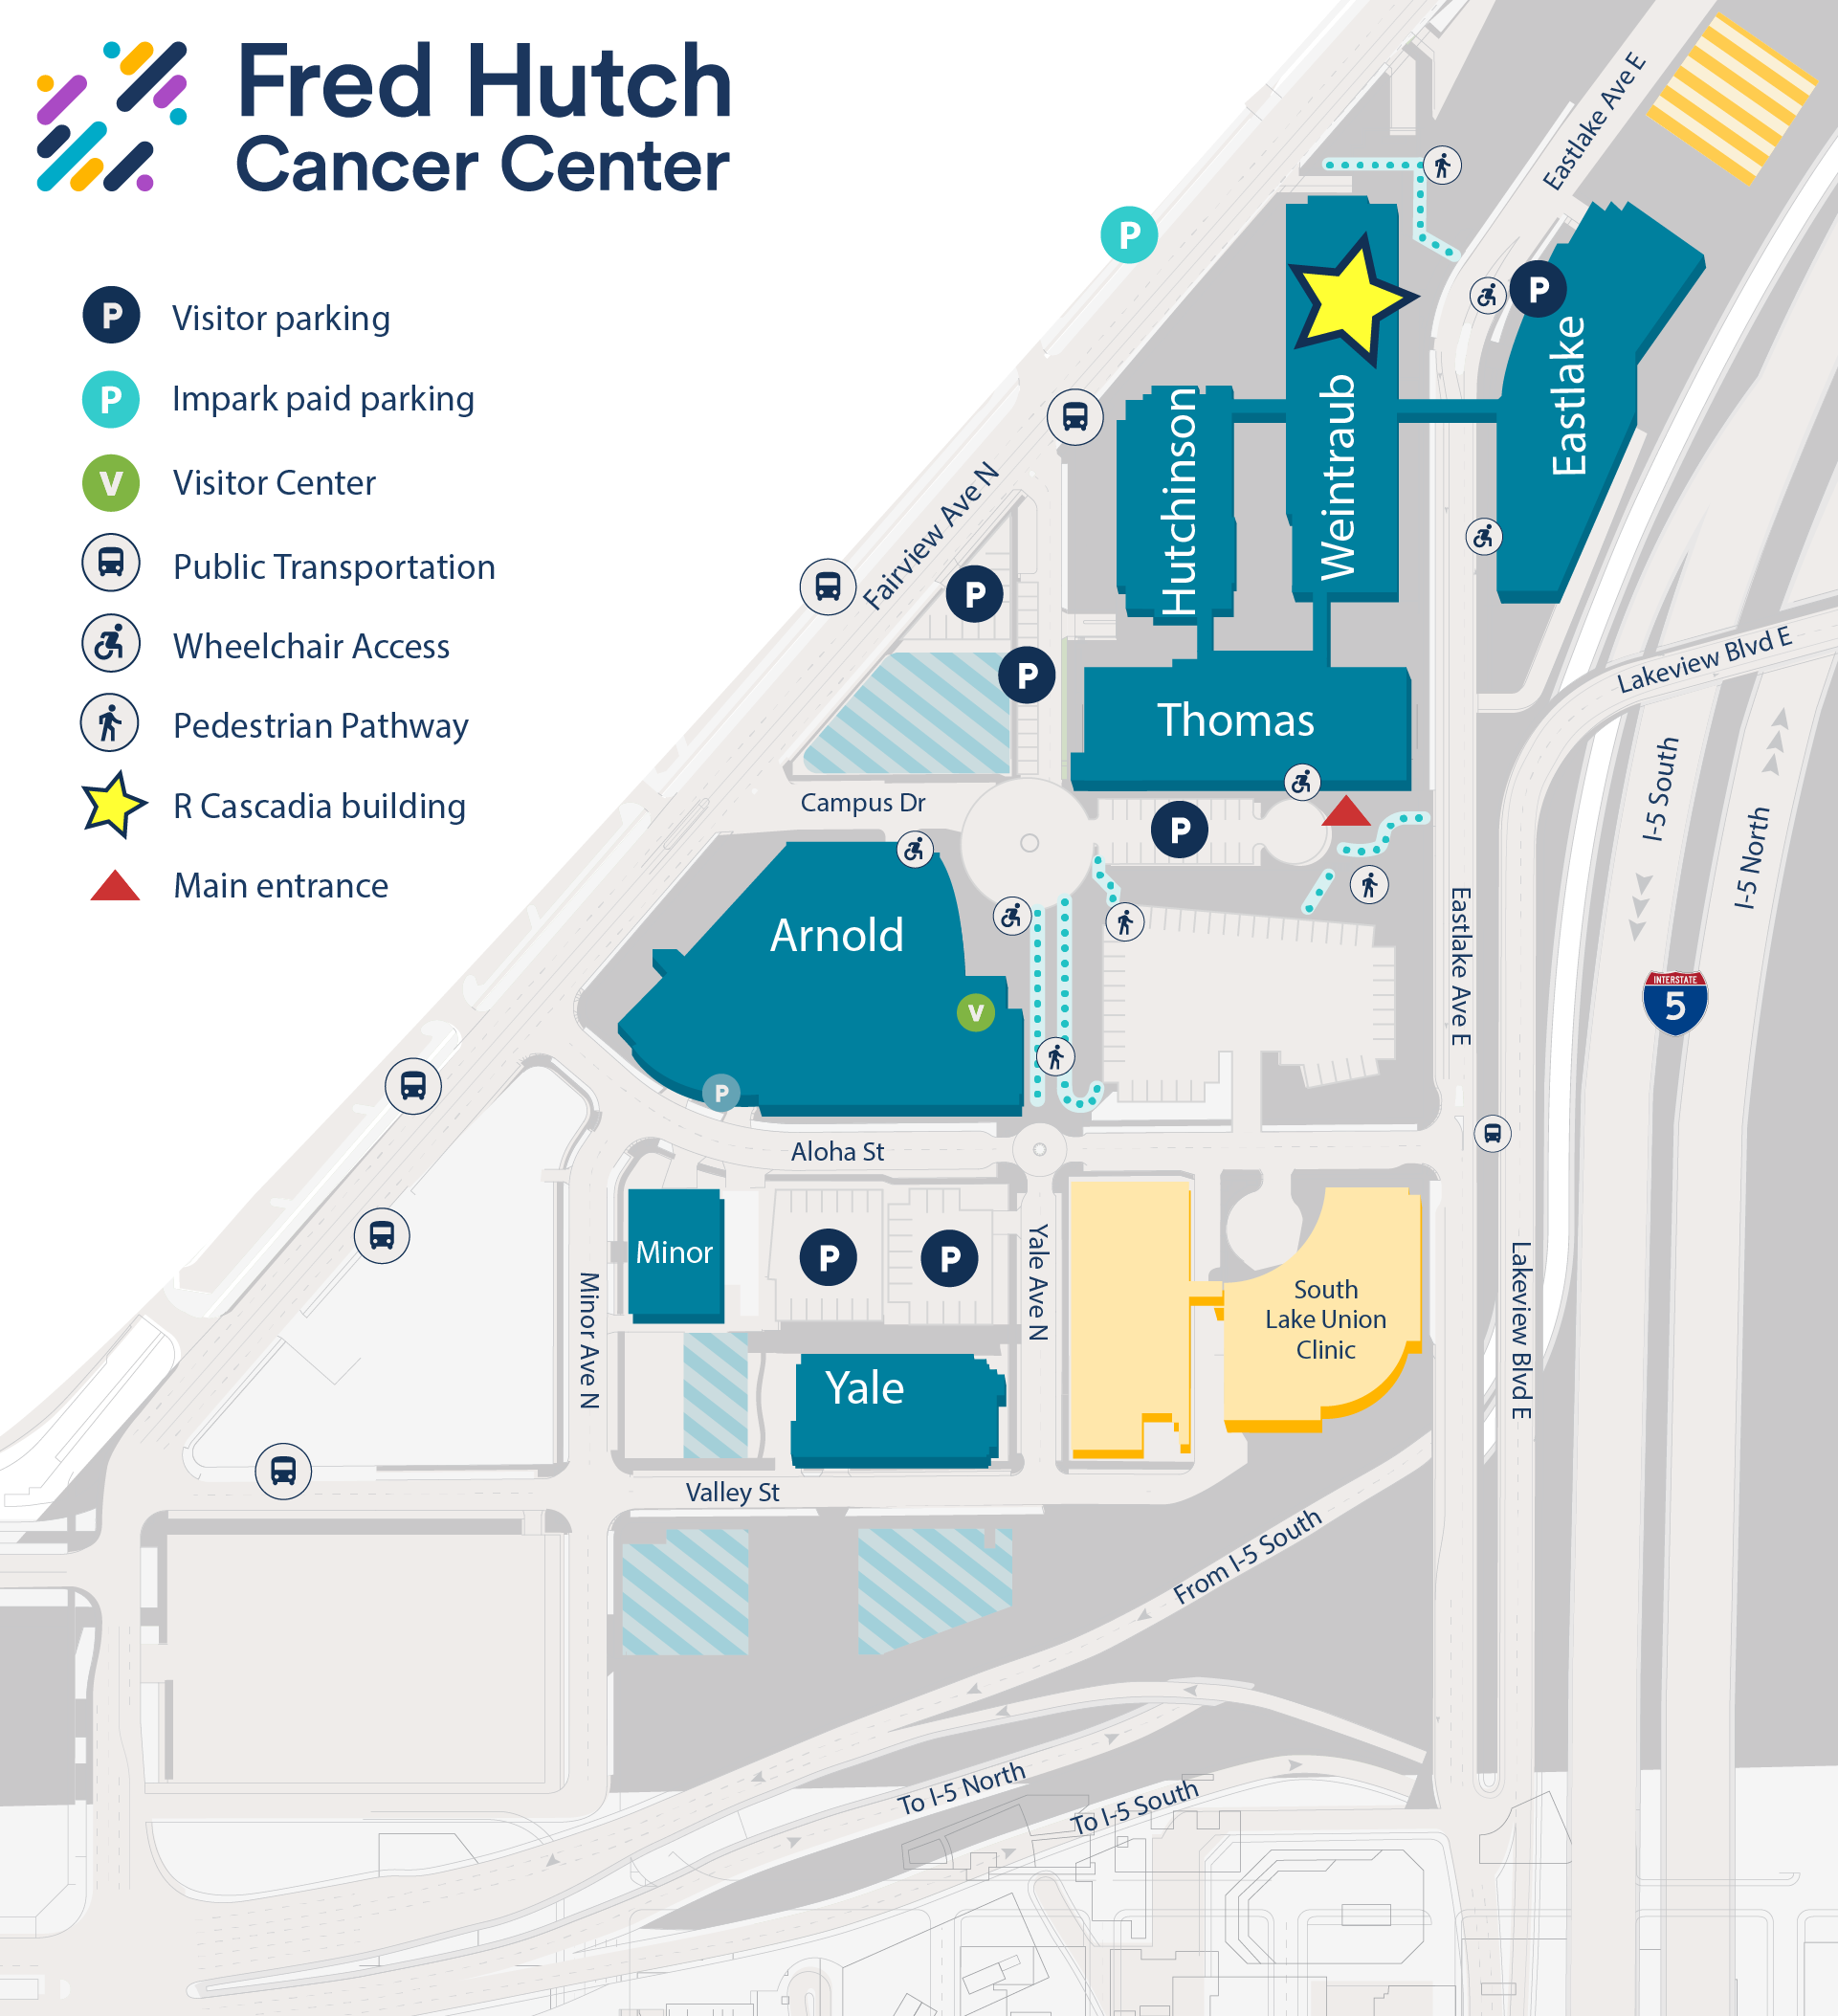 Fred Hutch
Cancer Center
P Visitor parking
P Impark paid parking
V Visitor Center
Public Transportation
Wheelchair Access
Pedestrian Pathway
R Cascadia building
Main entrance
Eastlake Ave E
P
P
Eastlake
Hutchinson
Weintraub
Fairview Ave N
P
P
Lakeview Blvd E
Thomas
I-5 South
I-5 North
Campus Dr
P
Arnold
V
P
Eastlake Ave E
INTERSTATE
5
Aloha St
Minor
P
P
Yale Ave N
South
Lake Union
Clinic
Minor Ave N
Lakeview Blvd E
Yale
Valley St
From I-5 South
To I-5 North
To I-5 South